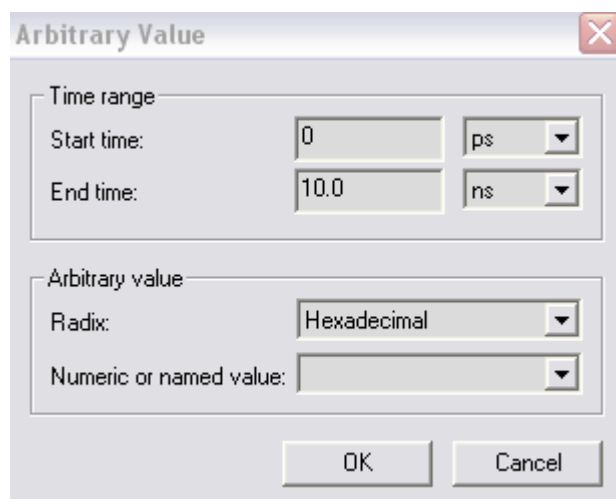 Arbitrary Value
Time range
Start time: 0 ps
End time: 10.0 ns
Arbitrary value
Radix: Hexadecimal
Numeric or named value:
OK Cancel